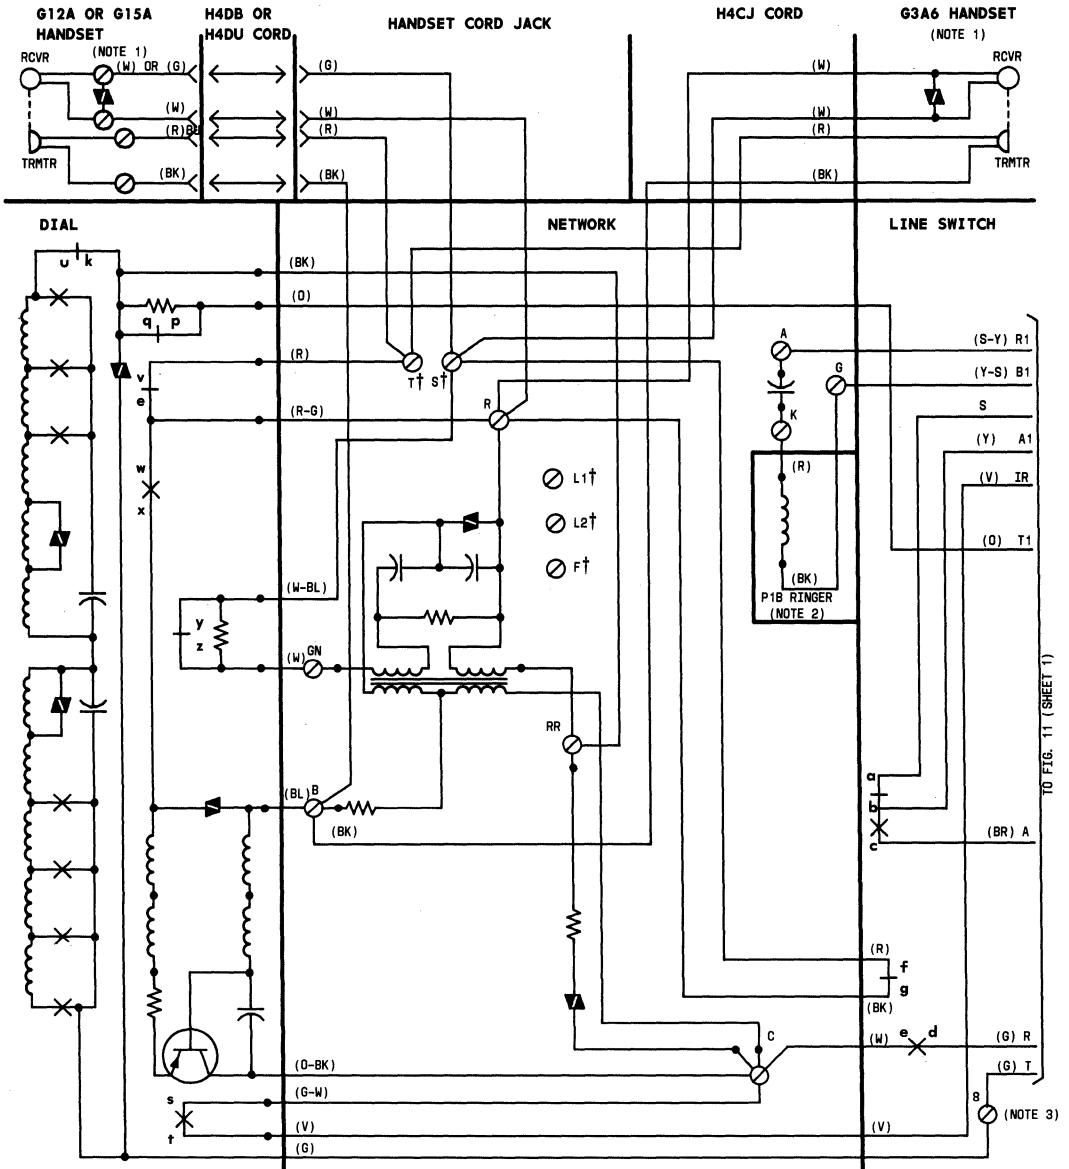 G12A OR G15A
HANDSET
H4DB OR
H4DU CORD
HANDSET CORD JACK
H4CJ CORD
G3A6 HANDSET
(NOTE 1)
(NOTE 1)
RCVR
(W) OR (G)
(G)
(W)
RCVR
(W)
(W)
(W)
(R)BL
(R)
(R)
TRMTR
(BK)
(BK)
(BK)
TRMTR
DIAL
NETWORK
LINE SWITCH
u k
(BK)
(O)
q p
A
(S-Y) R1
(R)
T† S†
G
(Y-S) B1
v
e
R
S
(R-G)
K
(Y) A1
w
x
(R)
L1†
(V) IR
L2†
(O) T1
F†
(BK)
(W-BL)
P1B RINGER
(NOTE 2)
y
z
(W)
GN
TO FIG. 11 (SHEET 1)
RR
a
(BL)
B
b
(BK)
(BR) A
c
(R)
f
g
(BK)
C
(W)
e d
(G) R
(O-BK)
(G) T
s
(G-W)
8
(NOTE 3)
t
(V)
(V)
(G)